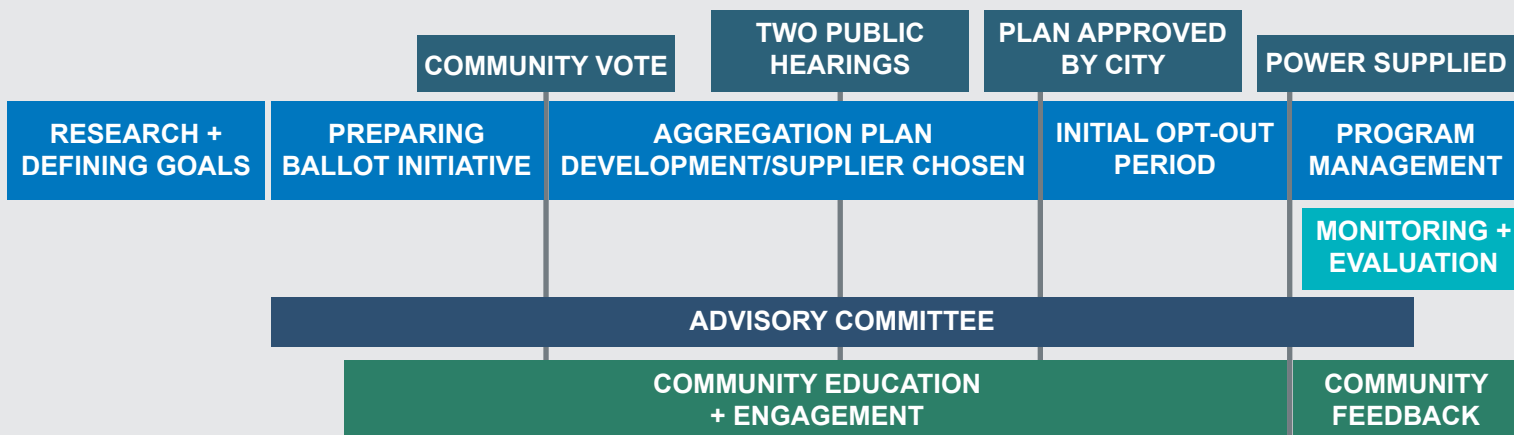 COMMUNITY VOTE
TWO PUBLIC
HEARINGS
PLAN APPROVED
BY CITY
POWER SUPPLIED
RESEARCH +
DEFINING GOALS
PREPARING
BALLOT INITIATIVE
AGGREGATION PLAN
DEVELOPMENT/SUPPLIER CHOSEN
INITIAL OPT-OUT
PERIOD
PROGRAM
MANAGEMENT
MONITORING +
EVALUATION
ADVISORY COMMITTEE
COMMUNITY EDUCATION
+ ENGAGEMENT
COMMUNITY
FEEDBACK